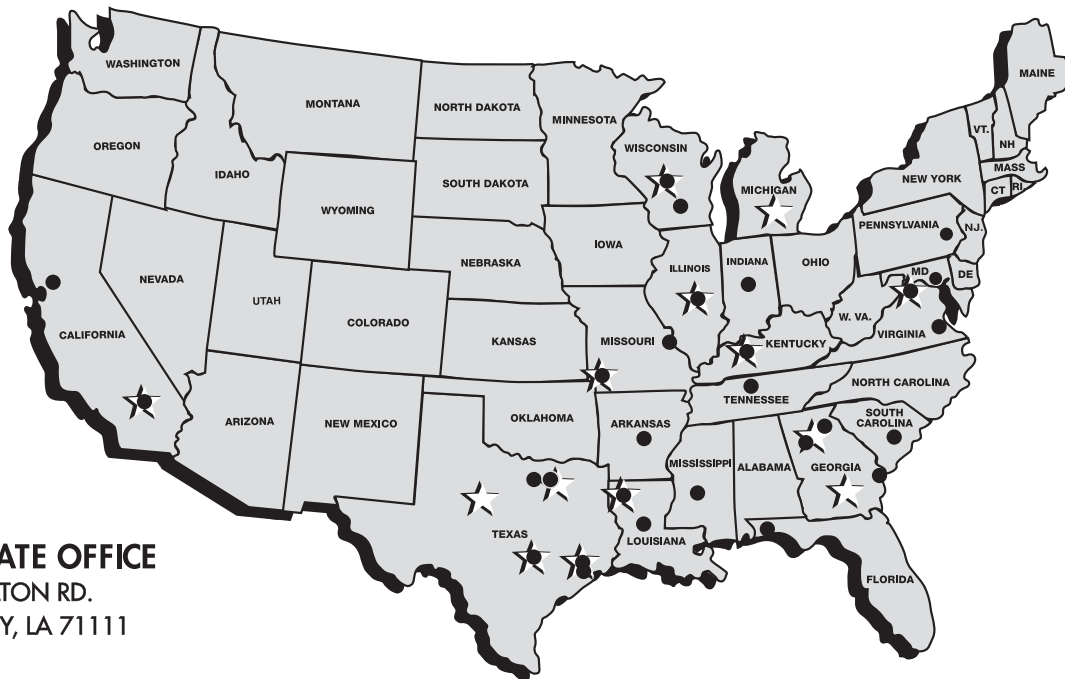 WASHINGTON
OREGON
IDAHO
MONTANA
NORTH DAKOTA
SOUTH DAKOTA
WYOMING
NEBRASKA
MINNESOTA
WISCONSIN
MICHIGAN
IOWA
ILLINOIS
INDIANA
OHIO
NEW YORK
PENNSYLVANIA
VT.
NH
MAINE
MASS
CT
RI
N.J.
DE
MD
CALIFORNIA
NEVADA
UTAH
COLORADO
KANSAS
MISSOURI
KENTUCKY
W. VA.
VIRGINIA
NORTH CAROLINA
TENNESSEE
SOUTH
CAROLINA
ARIZONA
NEW MEXICO
OKLAHOMA
ARKANSAS
MISSISSIPPI
ALABAMA
GEORGIA
TEXAS
LOUISIANA
FLORIDA
ATE OFFICE
TON RD.
Y, LA 71111